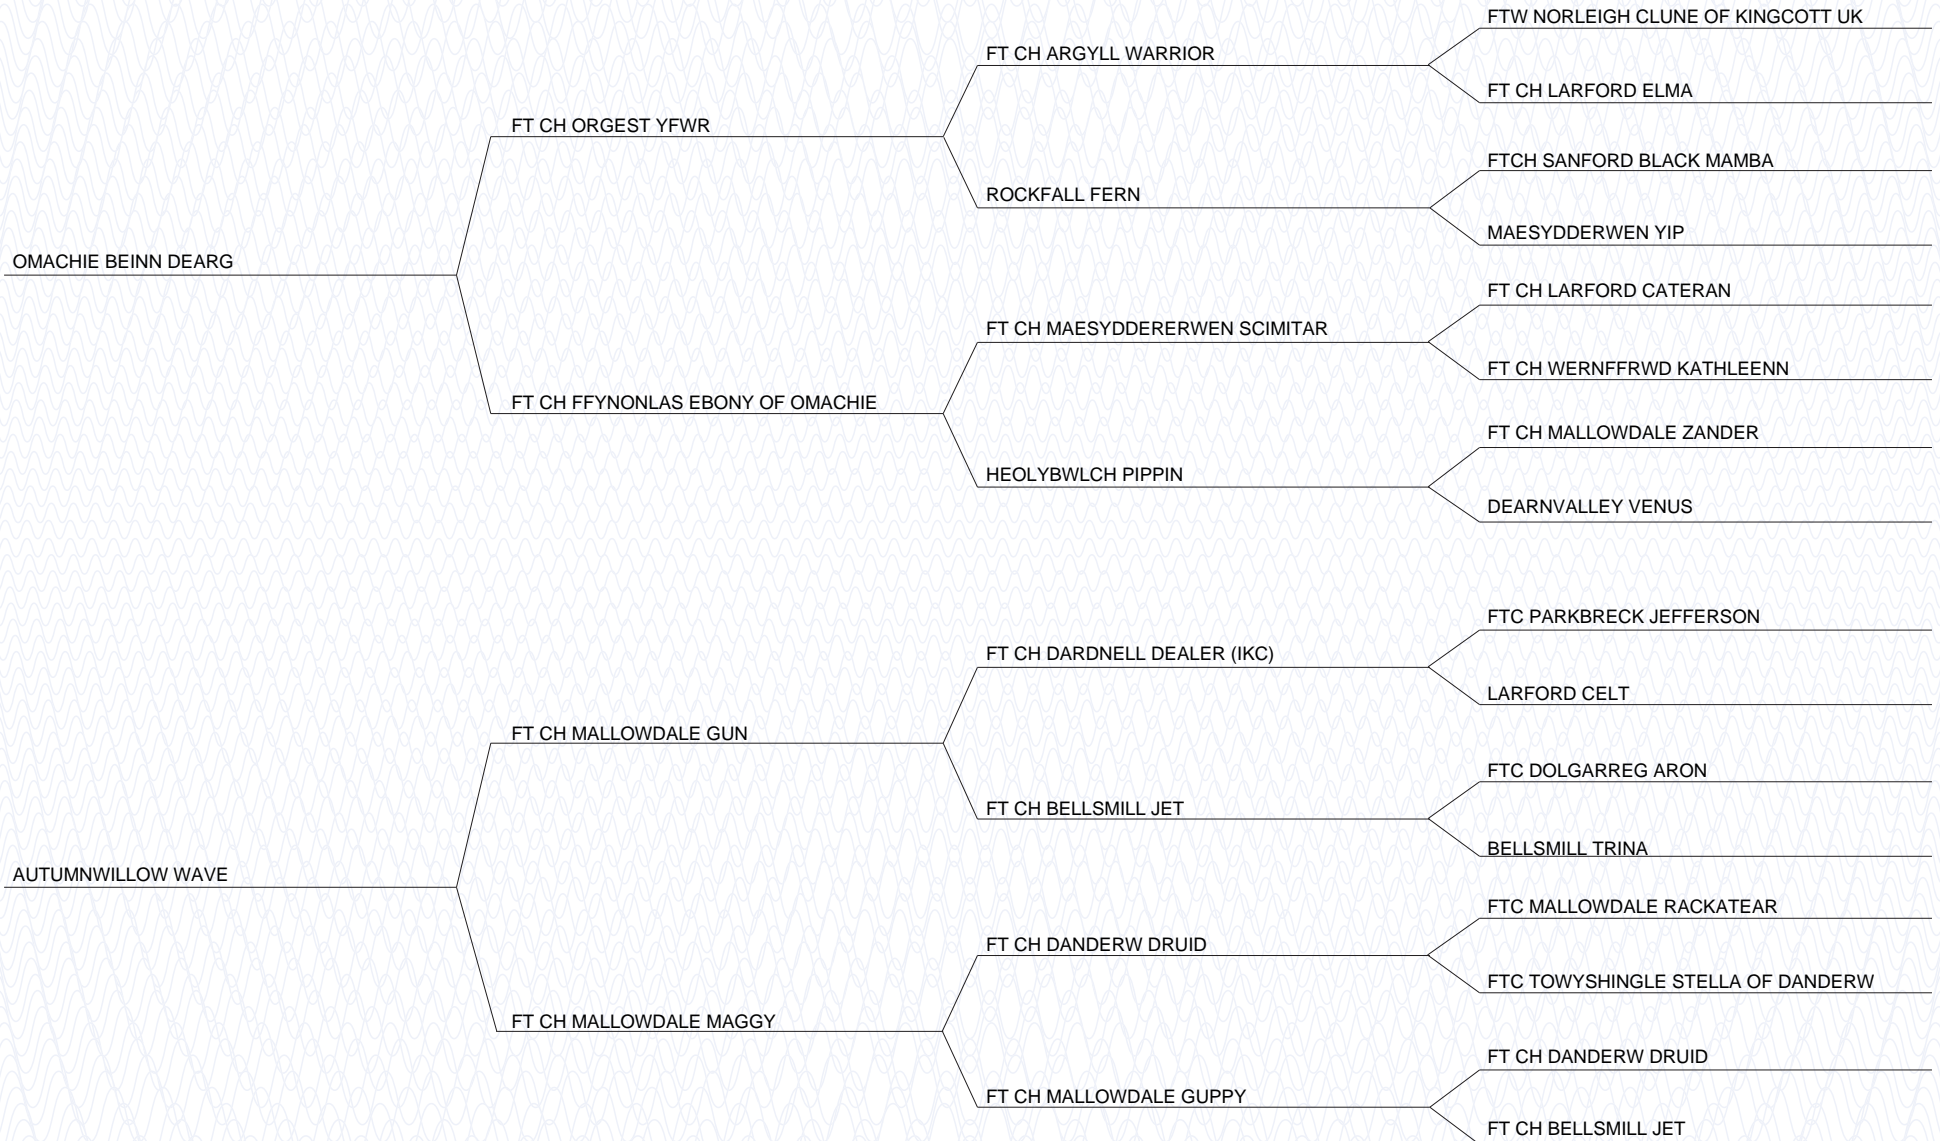 FTW NORLEIGH CLUNE OF KINGCOTT UK
FT CH ARGYLL WARRIOR
FT CH LARFORD ELMA
FT CH ORGEST YFWR
FTCH SANFORD BLACK MAMBA
ROCKFALL FERN
MAESYDDERWEN YIP
OMACHIE BEINN DEARG
FT CH LARFORD CATERAN
FT CH MAESYDDERERWEN SCIMITAR
FT CH WERNFFRWD KATHLEENN
FT CH FFYNONLAS EBONY OF OMACHIE
FT CH MALLOWDALE ZANDER
HEOLYBWLCH PIPPIN
DEARNVALLEY VENUS
FTC PARKBRECK JEFFERSON
FT CH DARDNELL DEALER (IKC)
LARFORD CELT
FT CH MALLOWDALE GUN
FTC DOLGARREG ARON
FT CH BELLSMILL JET
BELLSMILL TRINA
AUTUMNWILLOW WAVE
FTC MALLOWDALE RACKATEAR
FT CH DANDERW DRUID
FTC TOWYSHINGLE STELLA OF DANDERW
FT CH MALLOWDALE MAGGY
FT CH DANDERW DRUID
FT CH MALLOWDALE GUPPY
FT CH BELLSMILL JET